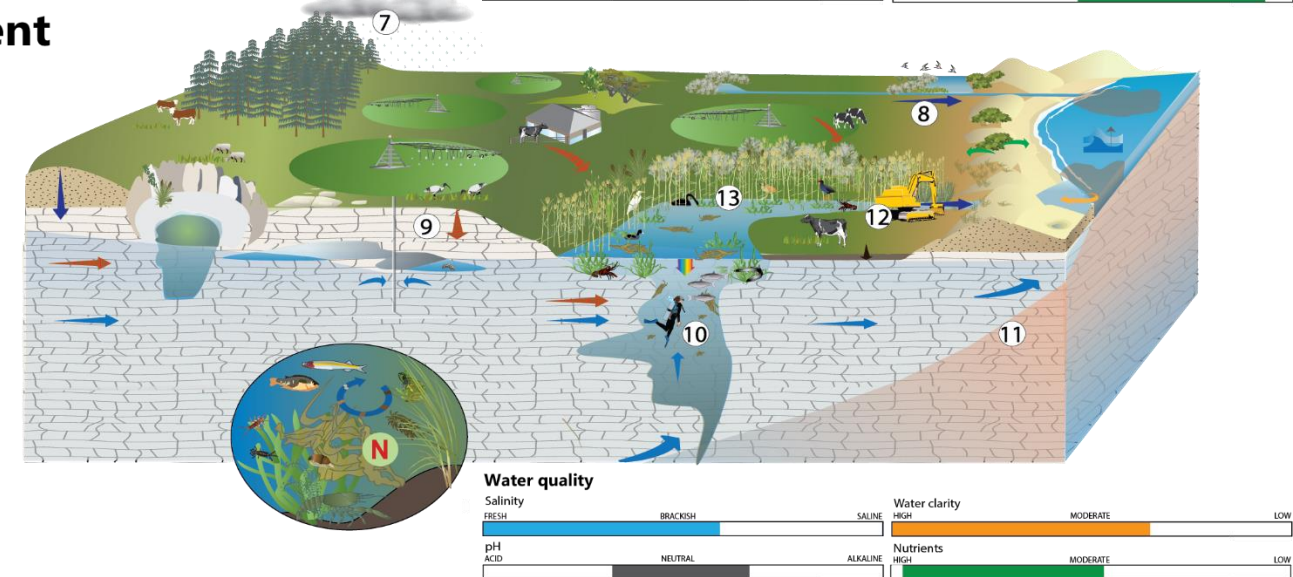 ent
7
8
9
13
12
10
11
N
Water quality
Salinity
FRESH BRACKISH SALINE
pH
ACID NEUTRAL ALKALINE
Water clarity
HIGH MODERATE LOW
Nutrients
HIGH MODERATE LOW